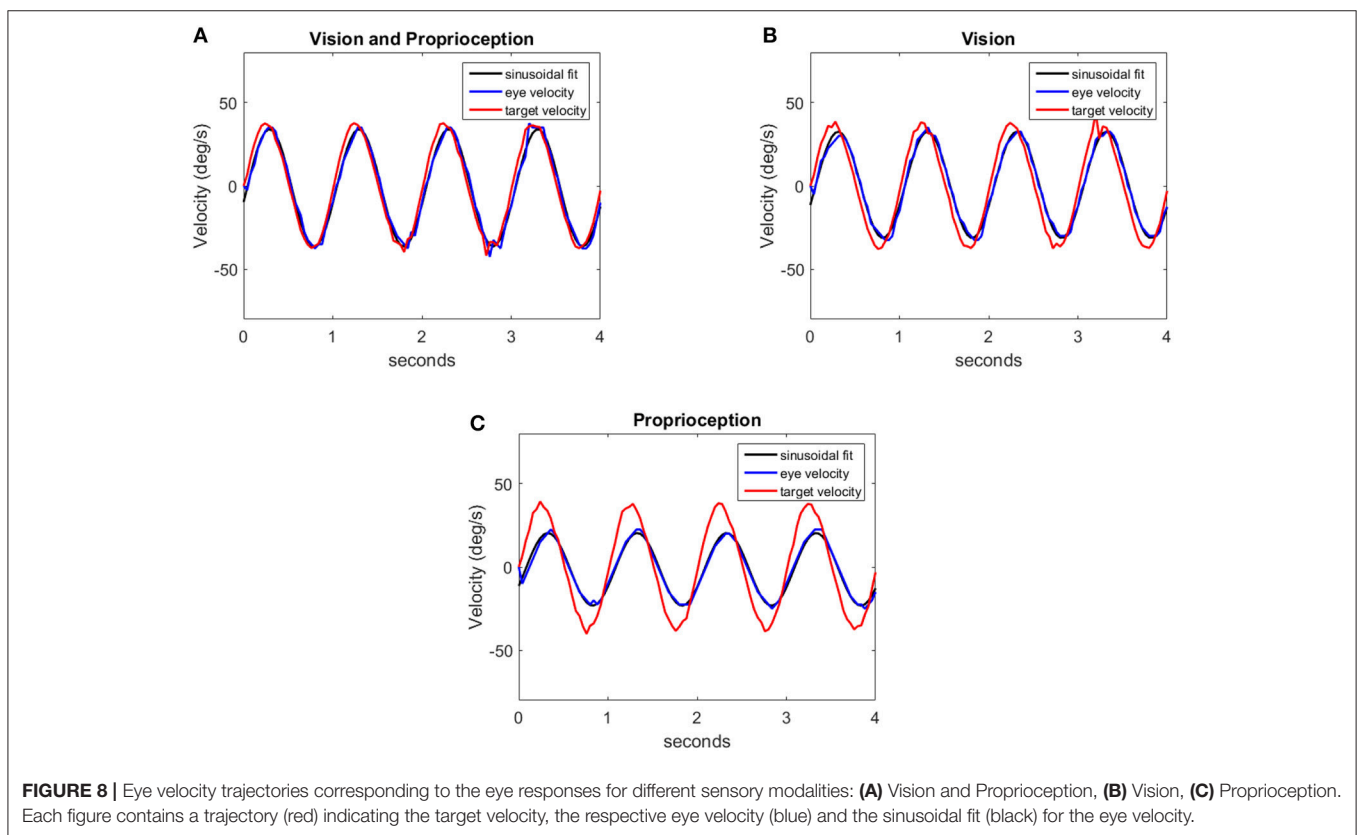 A
Vision and Proprioception
sinusoidal fit
eye velocity
target velocity
50
0
-50
Velocity (deg/s)
0 1 2 3 4
seconds
B
Vision
sinusoidal fit
eye velocity
target velocity
50
0
-50
Velocity (deg/s)
0 1 2 3 4
seconds
C
Proprioception
sinusoidal fit
eye velocity
target velocity
50
0
-50
Velocity (deg/s)
0 1 2 3 4
seconds
FIGURE 8 | Eye velocity trajectories corresponding to the eye responses for different sensory modalities: (A) Vision and Proprioception, (B) Vision, (C) Proprioception.
Each figure contains a trajectory (red) indicating the target velocity, the respective eye velocity (blue) and the sinusoidal fit (black) for the eye velocity.